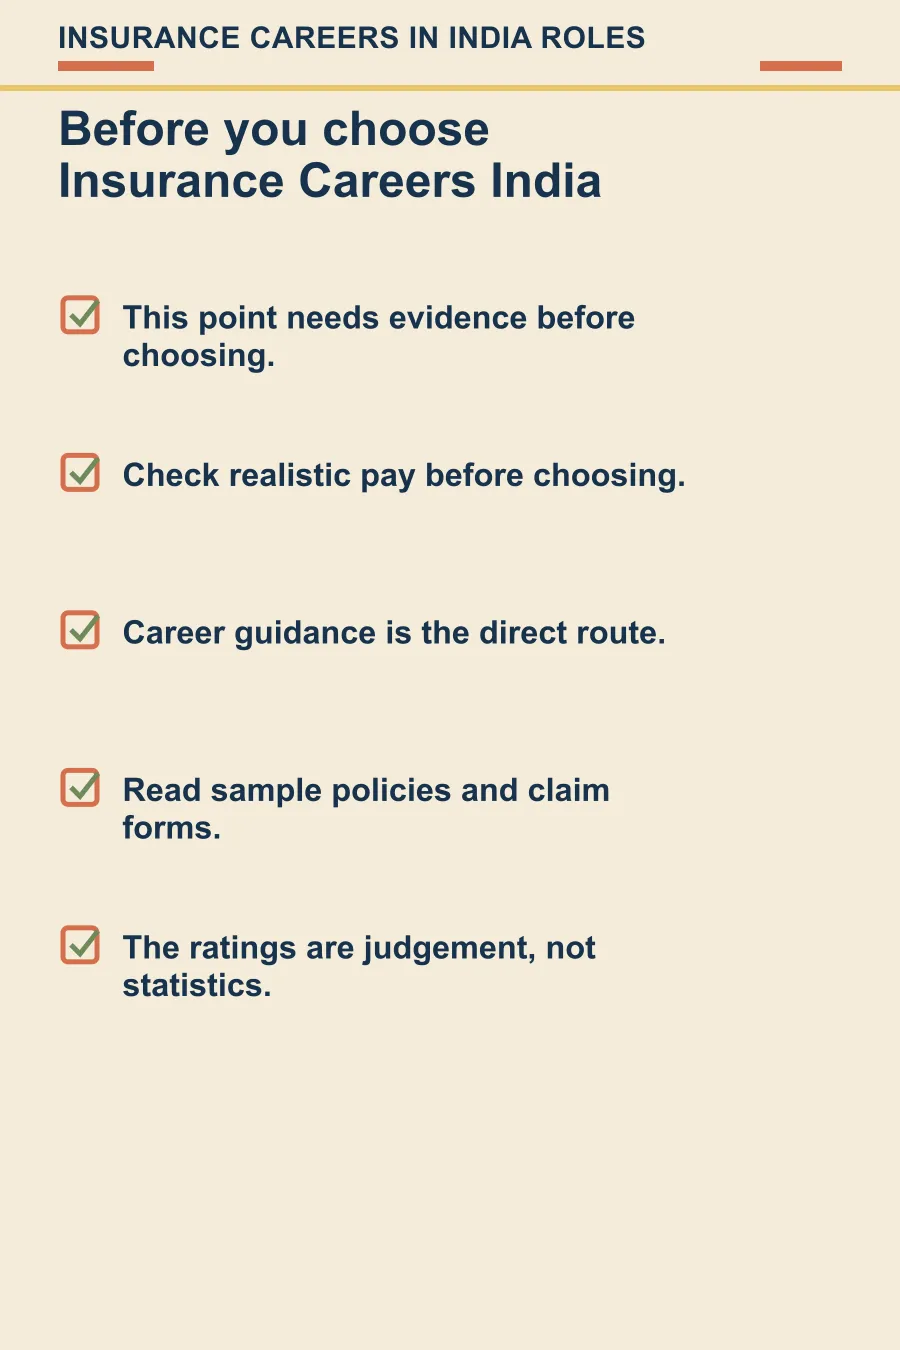 INSURANCE CAREERS IN INDIA ROLES
Before you choose
Insurance Careers India
This point needs evidence before
choosing.
Check realistic pay before choosing.
Career guidance is the direct route.
Read sample policies and claim
forms.
The ratings are judgement, not
statistics.